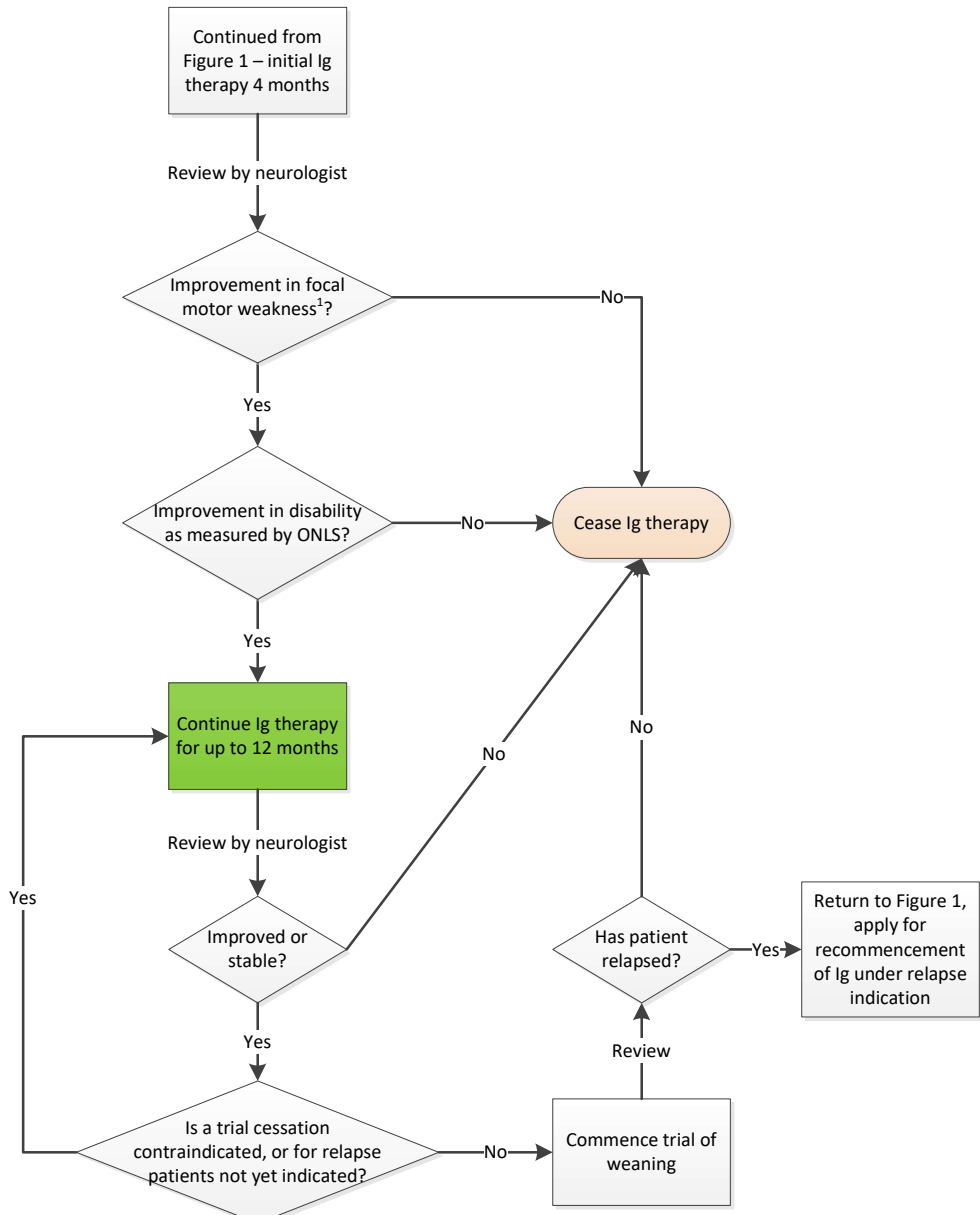 Continued from
Figure 1 – initial Ig
therapy 4 months
Review by neurologist
Improvement in focal
motor weakness¹?
No
Yes
Improvement in disability
as measured by ONLS?
No
Cease Ig therapy
Yes
Continue Ig therapy
for up to 12 months
No
No
Review by neurologist
Yes
Improved or
stable?
Has patient
relapsed?
Yes
Return to Figure 1,
apply for
recommencement
of Ig under relapse
indication
Yes
Review
Is a trial cessation
contraindicated, or for relapse
patients not yet indicated?
No
Commence trial of
weaning